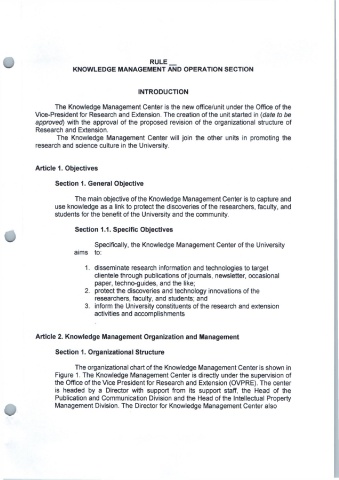 RULE __
KNOWLEDGE MANAGEMENT AND OPERATION SECTION
INTRODUCTION
The Knowledge Management Center is the new office/unit under the Office of the
Vice-President for Research and Extension. The creation of the unit started in (date to be
approved) with the approval of the proposed revision of the organizational structure of
Research and Extension.
The Knowledge Management Center will join the other units in promoting the
research and science culture in the University.
Article 1. Objectives
Section 1. General Objective
The main objective of the Knowledge Management Center is to capture and
use knowledge as a link to protect the discoveries of the researchers, faculty, and
students for the benefit of the University and the community.
Section 1.1. Specific Objectives
Specifically, the Knowledge Management Center of the University
aims to:
1. disseminate research information and technologies to target
clientele through publications of journals, newsletter, occasional
paper, techno-guides, and the like;
2. protect the discoveries and technology innovations of the
researchers, faculty, and students; and
3. inform the University constituents of the research and extension
activities and accomplishments
.
Article 2. Knowledge Management Organization and Management
Section 1. Organizational Structure
The organizational chart of the Knowledge Management Center is shown in
Figure 1. The Knowledge Management Center is directly under the supervision of
the Office of the Vice President for Research and Extension (OVPRE). The center
is headed by a Director with support from its support staff, the Head of the
Publication and Communication Division and the Head of the Intellectual Property
Management Division. The Director for Knowledge Management Center also